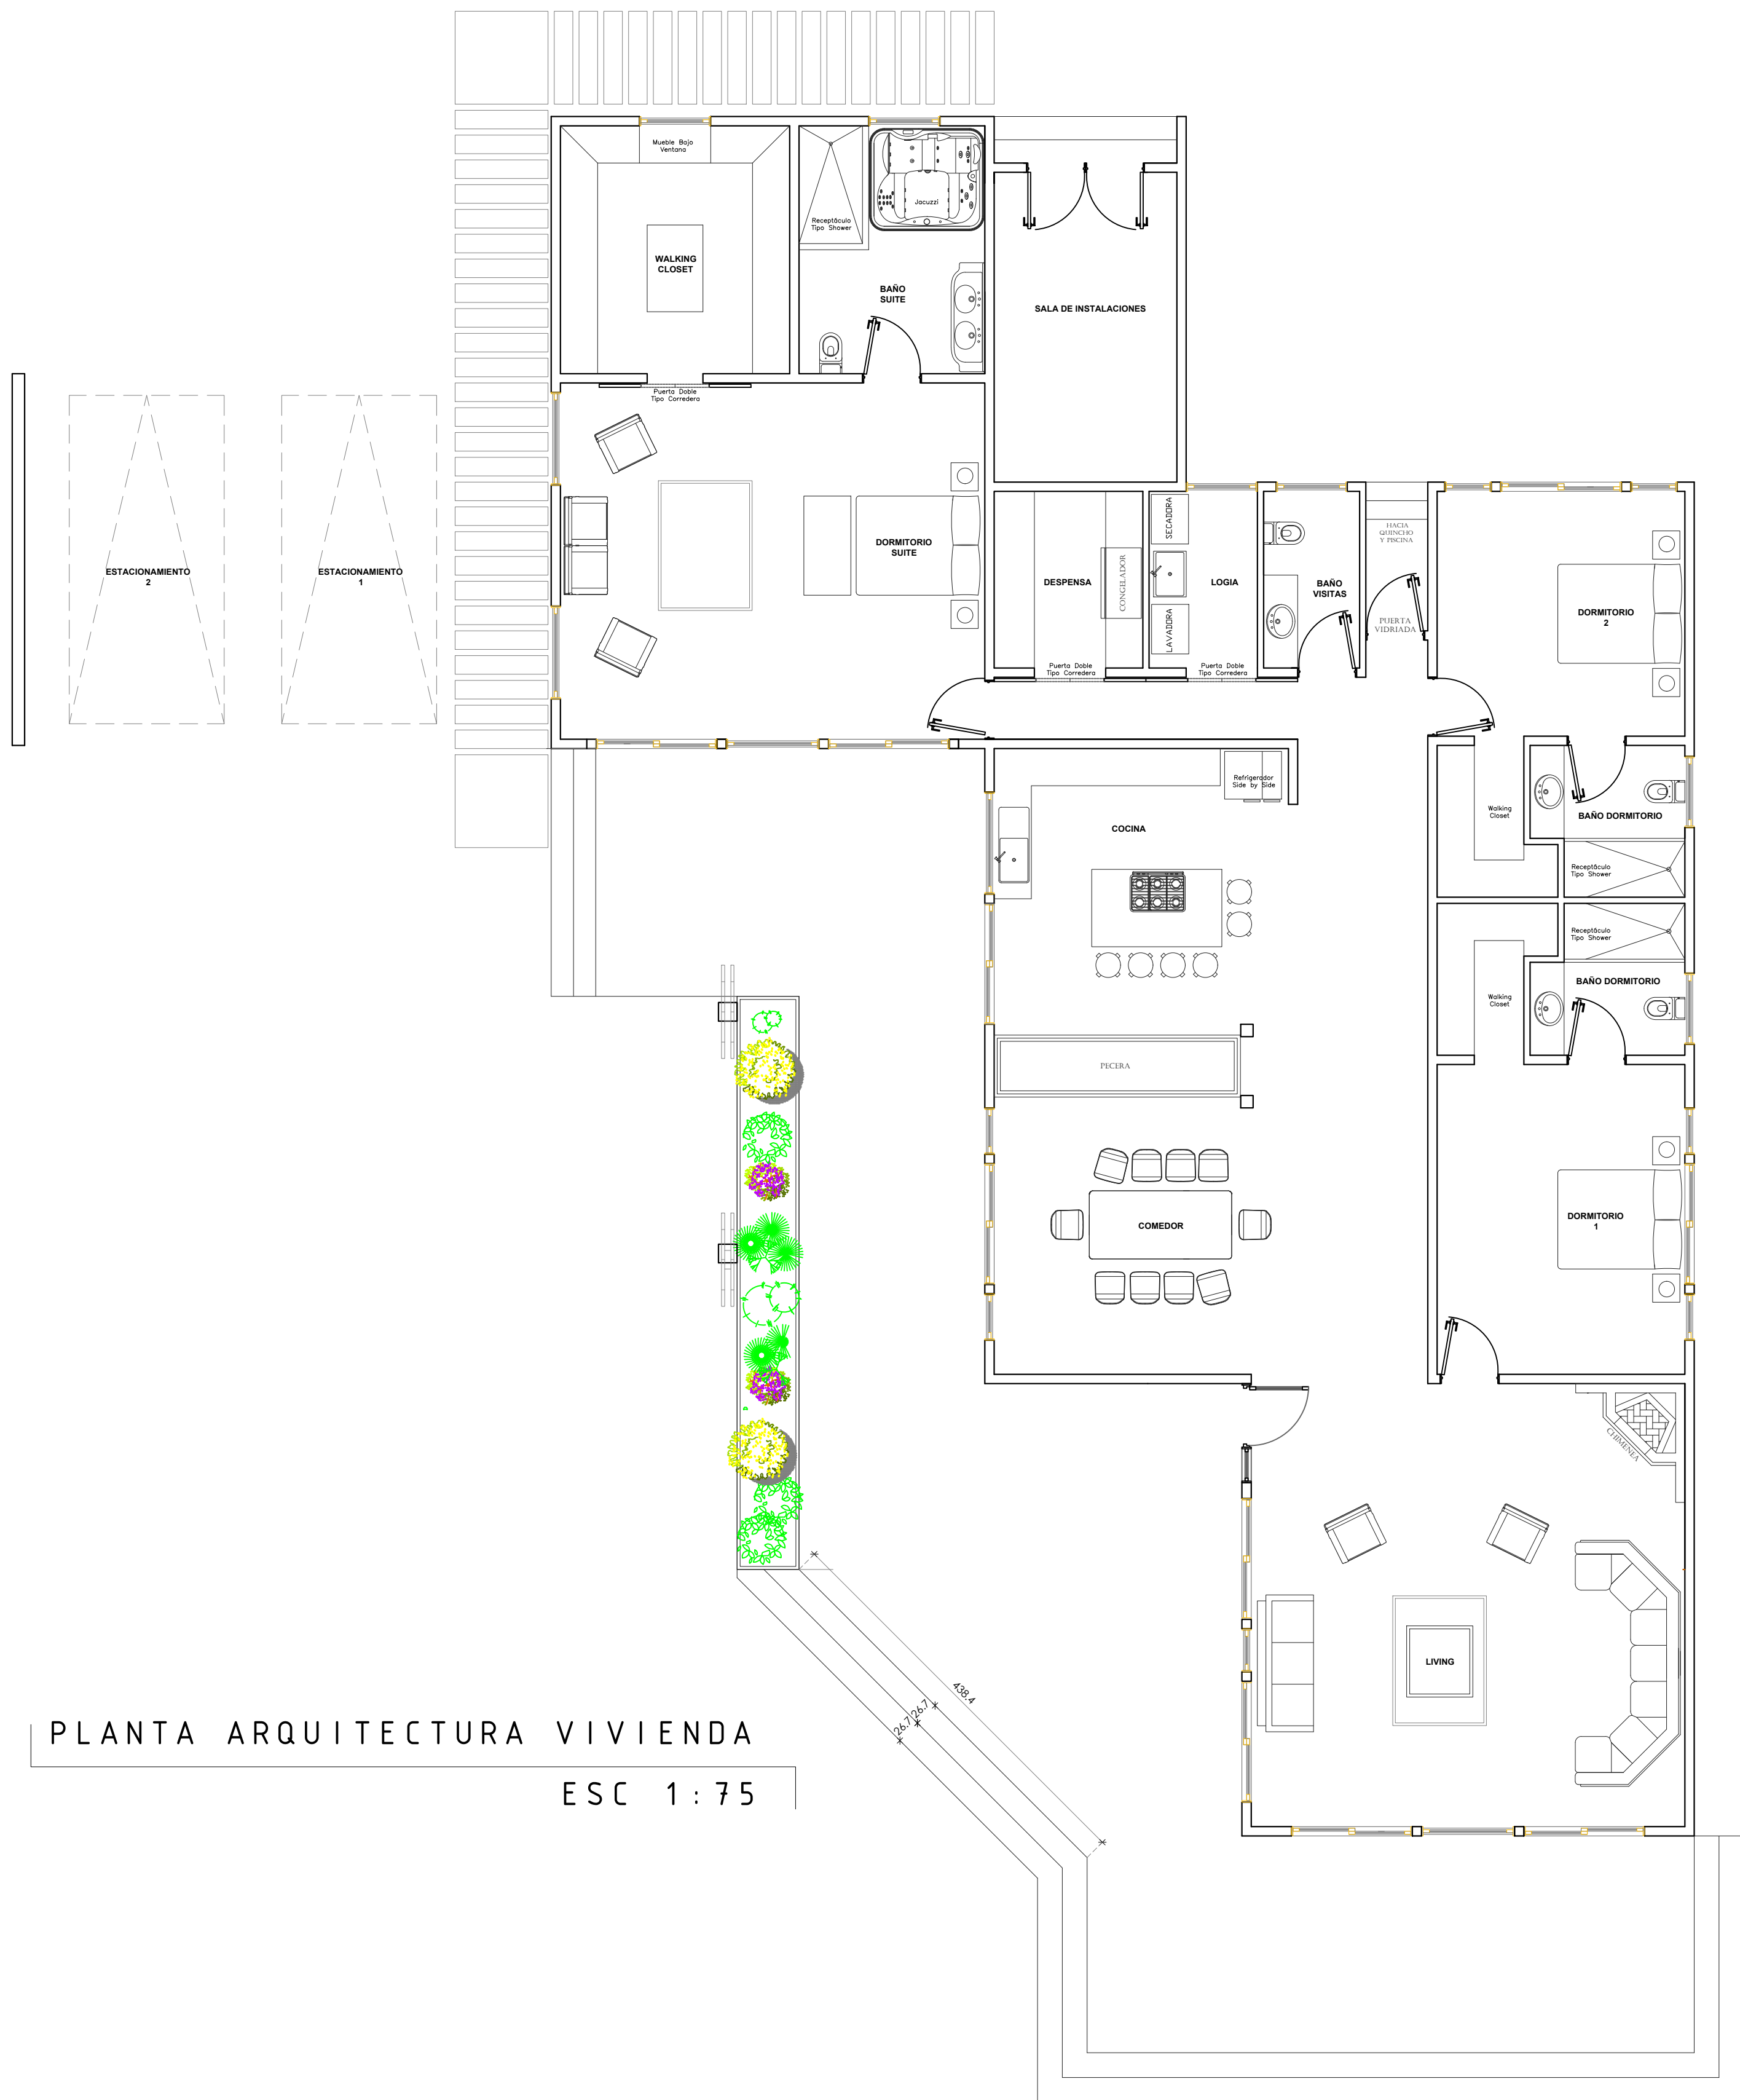 Mueble Bajo
Ventana
Receptáculo
Tipo Shower
Jacuzzi
WALKING
CLOSET
BAÑO
SUITE
SALA DE INSTALACIONES
Puerta Doble
Tipo Corredera
ESTACIONAMIENTO
2
ESTACIONAMIENTO
1
DORMITORIO
SUITE
DESPENSA
CONGELADOR
SECADORA
LAVADORA
LOGIA
BAÑO
VISITAS
HACIA
QUINCHO
Y PISCINA
PUERTA
VIDRIADA
DORMITORIO
2
Puerta Doble
Tipo Corredera
Puerta Doble
Tipo Corredera
Refrigerador
Side by Side
COCINA
Walking
Closet
BAÑO DORMITORIO
Receptáculo
Tipo Shower
Receptáculo
Tipo Shower
BAÑO DORMITORIO
Walking
Closet
PECERA
COMEDOR
DORMITORIO
1
CHIMENEA
LIVING
438.4
26.7
26.7
PLANTA ARQUITECTURA VIVIENDA
ESC 1:75